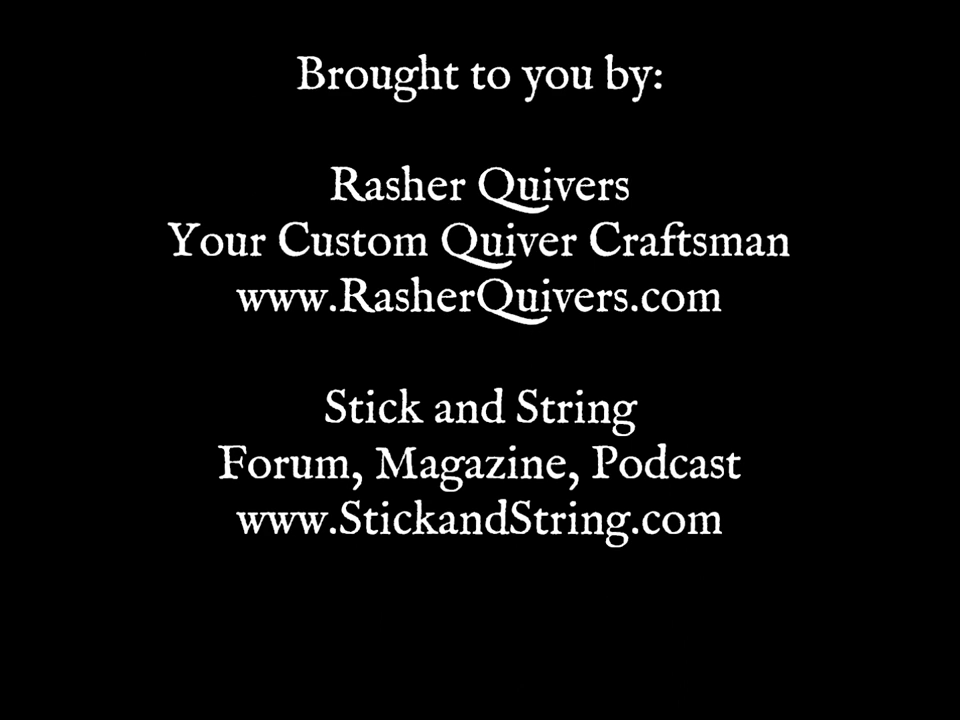 Brought to you by:
Rasher Quivers
Your Custom Quiver Craftsman
www.RasherQuivers.com
Stick and String
Forum, Magazine, Podcast
www.StickandString.com